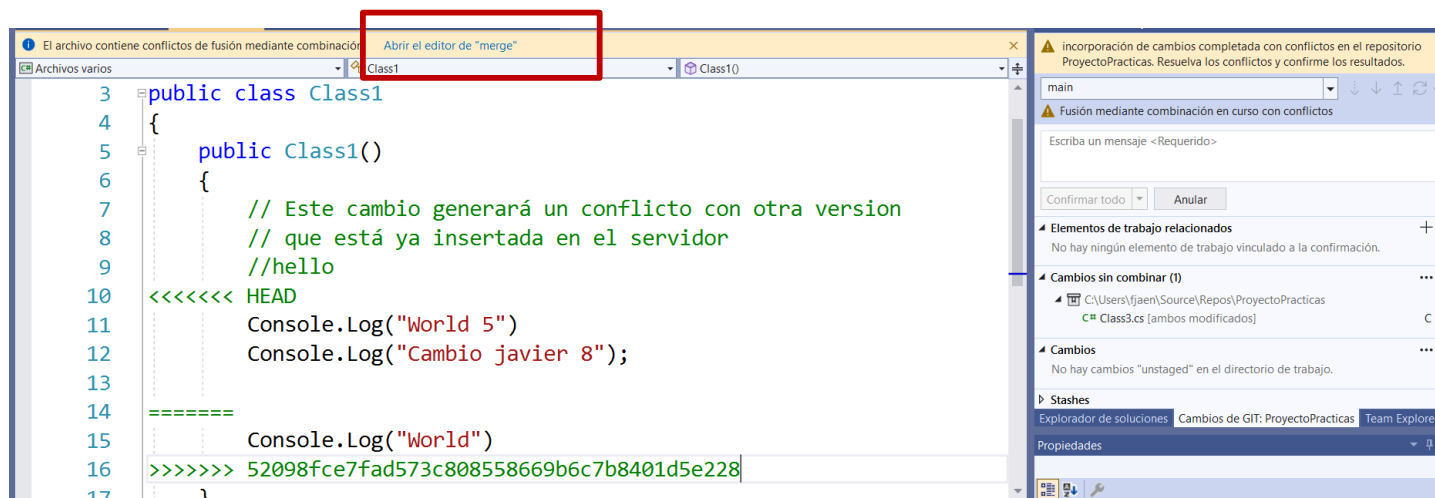 El archivo contiene conflictos de fusión mediante combinación Abrir el editor de "merge"
Archivos varios Class1 Class1()
3 public class Class1
4 {
5 public Class1()
6 {
7 // Este cambio generará un conflicto con otra version
8 // que está ya insertada en el servidor
9 //hello
10 <<<<<<< HEAD
11 Console.Log("World 5")
12 Console.Log("Cambio javier 8");
13
14 =======
15 Console.Log("World")
16 >>>>>>> 52098fce7fad573c808558669b6c7b8401d5e228
17 }
incorporación de cambios completada con conflictos en el repositorio
ProyectoPracticas. Resuelva los conflictos y confirme los resultados.
main
Fusión mediante combinación en curso con conflictos
Escriba un mensaje <Requerido>
Confirmar todo Anular
Elementos de trabajo relacionados
No hay ningún elemento de trabajo vinculado a la confirmación.
Cambios sin combinar (1)
C:\Users\fjaen\Source\Repos\ProyectoPracticas
C# Class3.cs [ambos modificados] C
Cambios
No hay cambios "unstaged" en el directorio de trabajo.
Stashes
Explorador de soluciones Cambios de GIT: ProyectoPracticas Team Explore
Propiedades